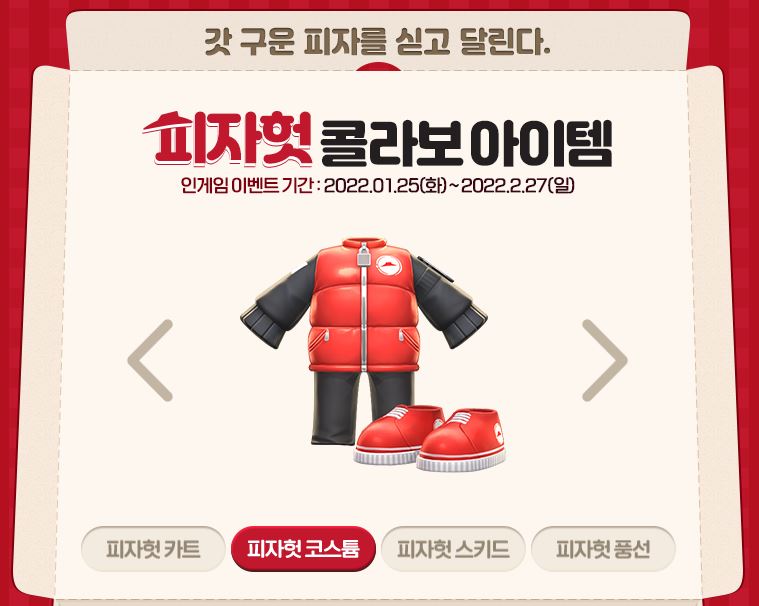 갓 구운 피자를 싣고 달린다.
피자헛 콜라보 아이템
인게임 이벤트 기간 : 2022.01.25(화)~2022.2.27(일)
피자헛 카트
피자헛 코스튬
피자헛 스키드
피자헛 풍선